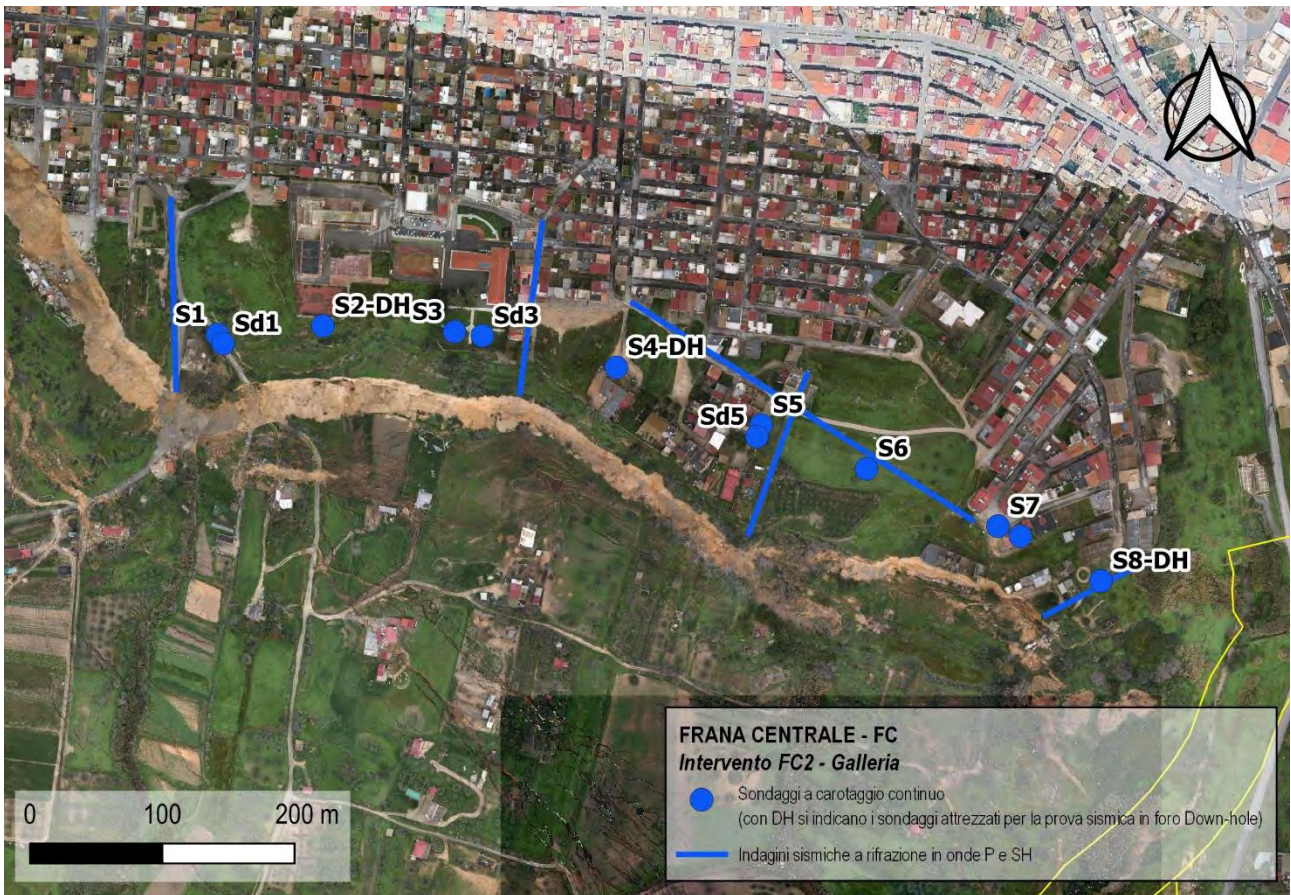 S1
Sd1
S2-DH
S3
Sd3
S4-DH
Sd5
S5
S6
S7
S8-DH
0 100 200 m
FRANA CENTRALE - FC
Intervento FC2 - Galleria
Sondaggi a carotaggio continuo
(con DH si indicano i sondaggi attrezzati per la prova sismica in foro Down-hole)
Indagini sismiche a rifrazione in onde P e SH